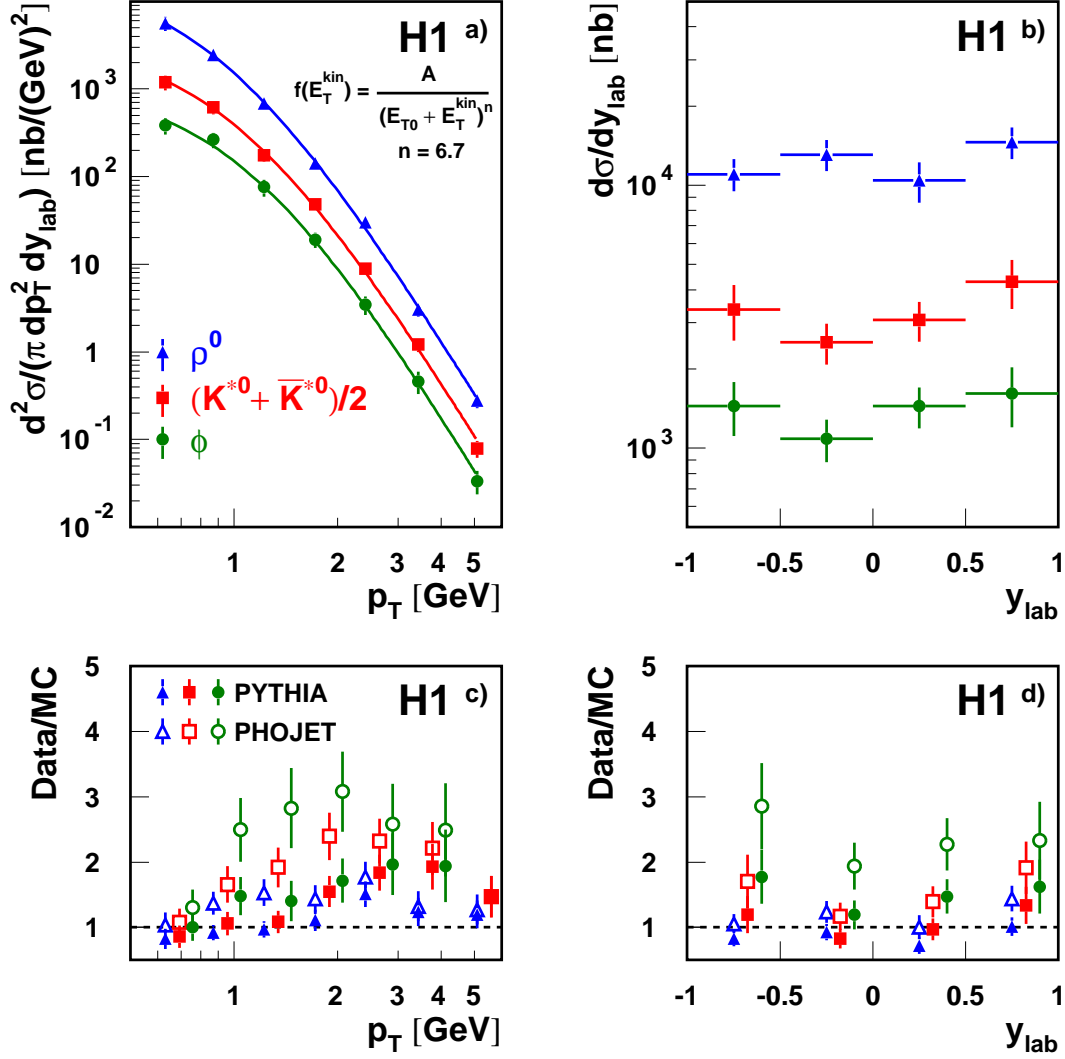 d²σ/(π dp_T² dy_lab) [nb/(GeV)²]
10³
10²
10
1
10⁻¹
10⁻²
H1 a)
f(E_T^kin) = A / (E_T0 + E_T^kin)^n
n = 6.7
ρ⁰
(K*⁰ + K̅*⁰)/2
ϕ
1 2 3 4 5
p_T [GeV]
dσ/dy_lab [nb]
10⁴
10³
H1 b)
-1 -0.5 0 0.5 1
y_lab
Data/MC
5
4
3
2
1
PYTHIA
PHOJET
H1 c)
1 2 3 4 5
p_T [GeV]
Data/MC
5
4
3
2
1
H1 d)
-1 -0.5 0 0.5 1
y_lab